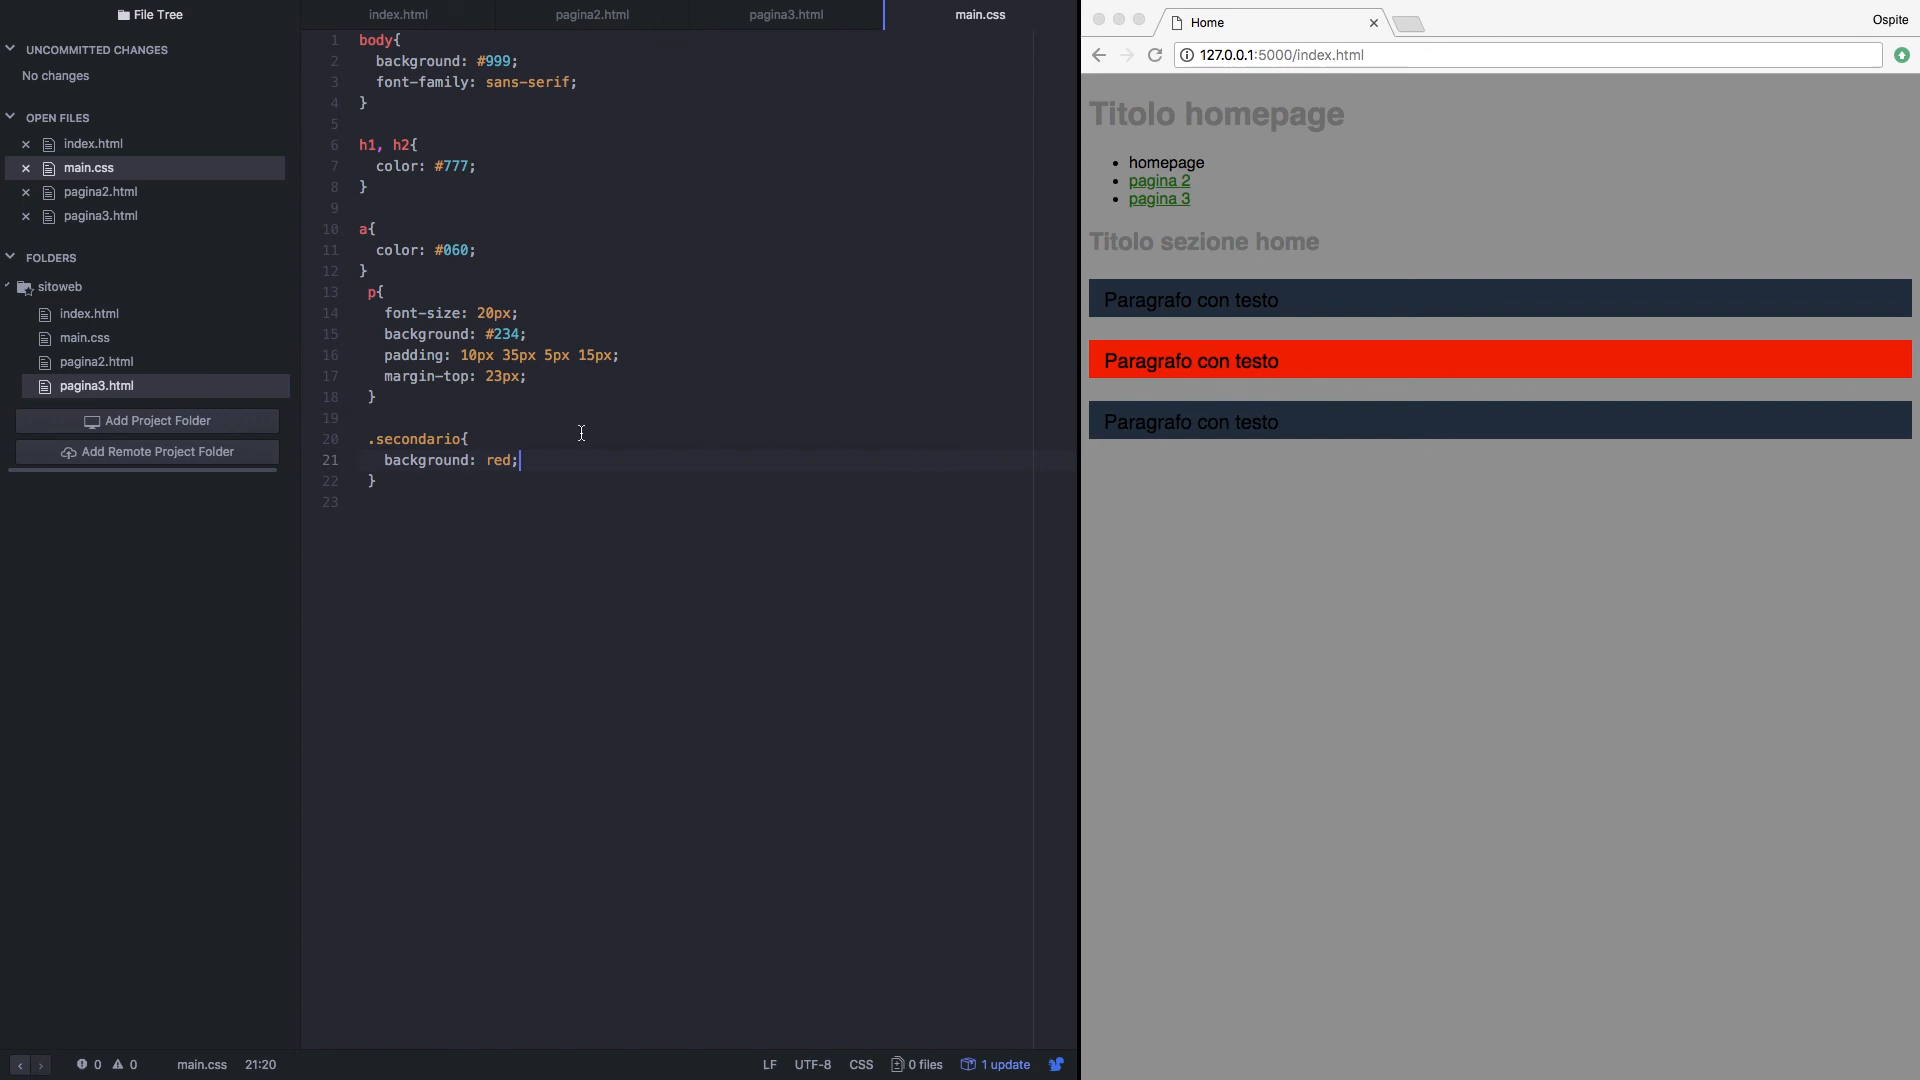 File Tree
UNCOMMITTED CHANGES
No changes
OPEN FILES
index.html
main.css
pagina2.html
pagina3.html
FOLDERS
sitoweb
index.html
main.css
pagina2.html
pagina3.html
Add Project Folder
Add Remote Project Folder
index.html pagina2.html pagina3.html main.css
1 body{
2 background: #999;
3 font-family: sans-serif;
4 }
5
6 h1, h2{
7 color: #777;
8 }
9
10 a{
11 color: #060;
12 }
13 p{
14 font-size: 20px;
15 background: #234;
16 padding: 10px 35px 5px 15px;
17 margin-top: 23px;
18 }
19
20 .secondario{
21 background: red;
22 }
23
0 0 main.css 21:20
LF UTF-8 CSS 0 files 1 update
Home
Ospite
127.0.0.1:5000/index.html
Titolo homepage
homepage
pagina 2
pagina 3
Titolo sezione home
Paragrafo con testo
Paragrafo con testo
Paragrafo con testo